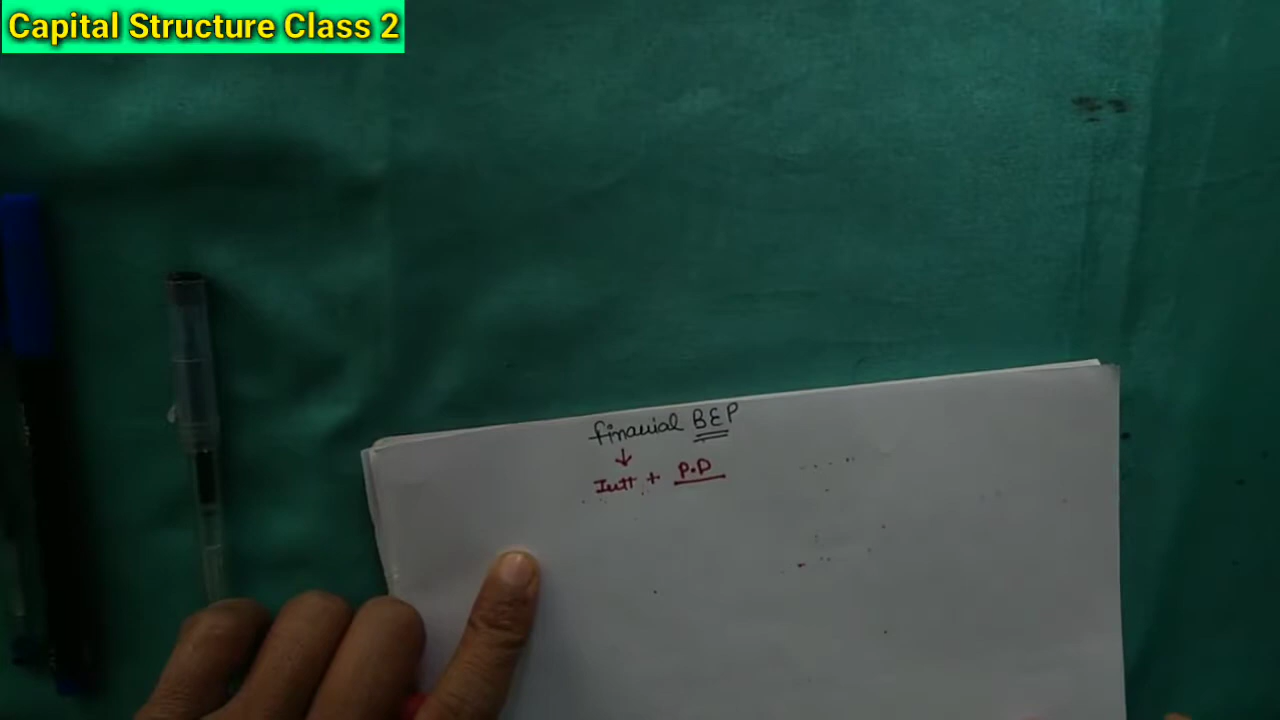 Capital Structure Class 2
financial BEP
↓
Intt + P.D